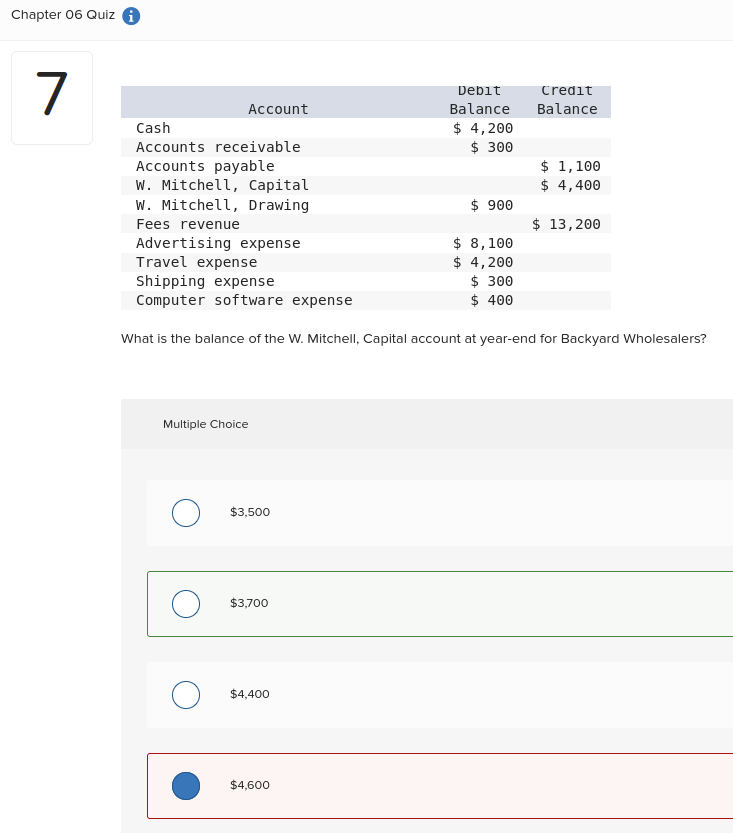 Chapter 06 Quiz i
7
Debit Credit
Account Balance Balance
Cash $ 4,200
Accounts receivable $ 300
Accounts payable $ 1,100
W. Mitchell, Capital $ 4,400
W. Mitchell, Drawing $ 900
Fees revenue $ 13,200
Advertising expense $ 8,100
Travel expense $ 4,200
Shipping expense $ 300
Computer software expense $ 400
What is the balance of the W. Mitchell, Capital account at year-end for Backyard Wholesalers?
Multiple Choice
$3,500
$3,700
$4,400
$4,600